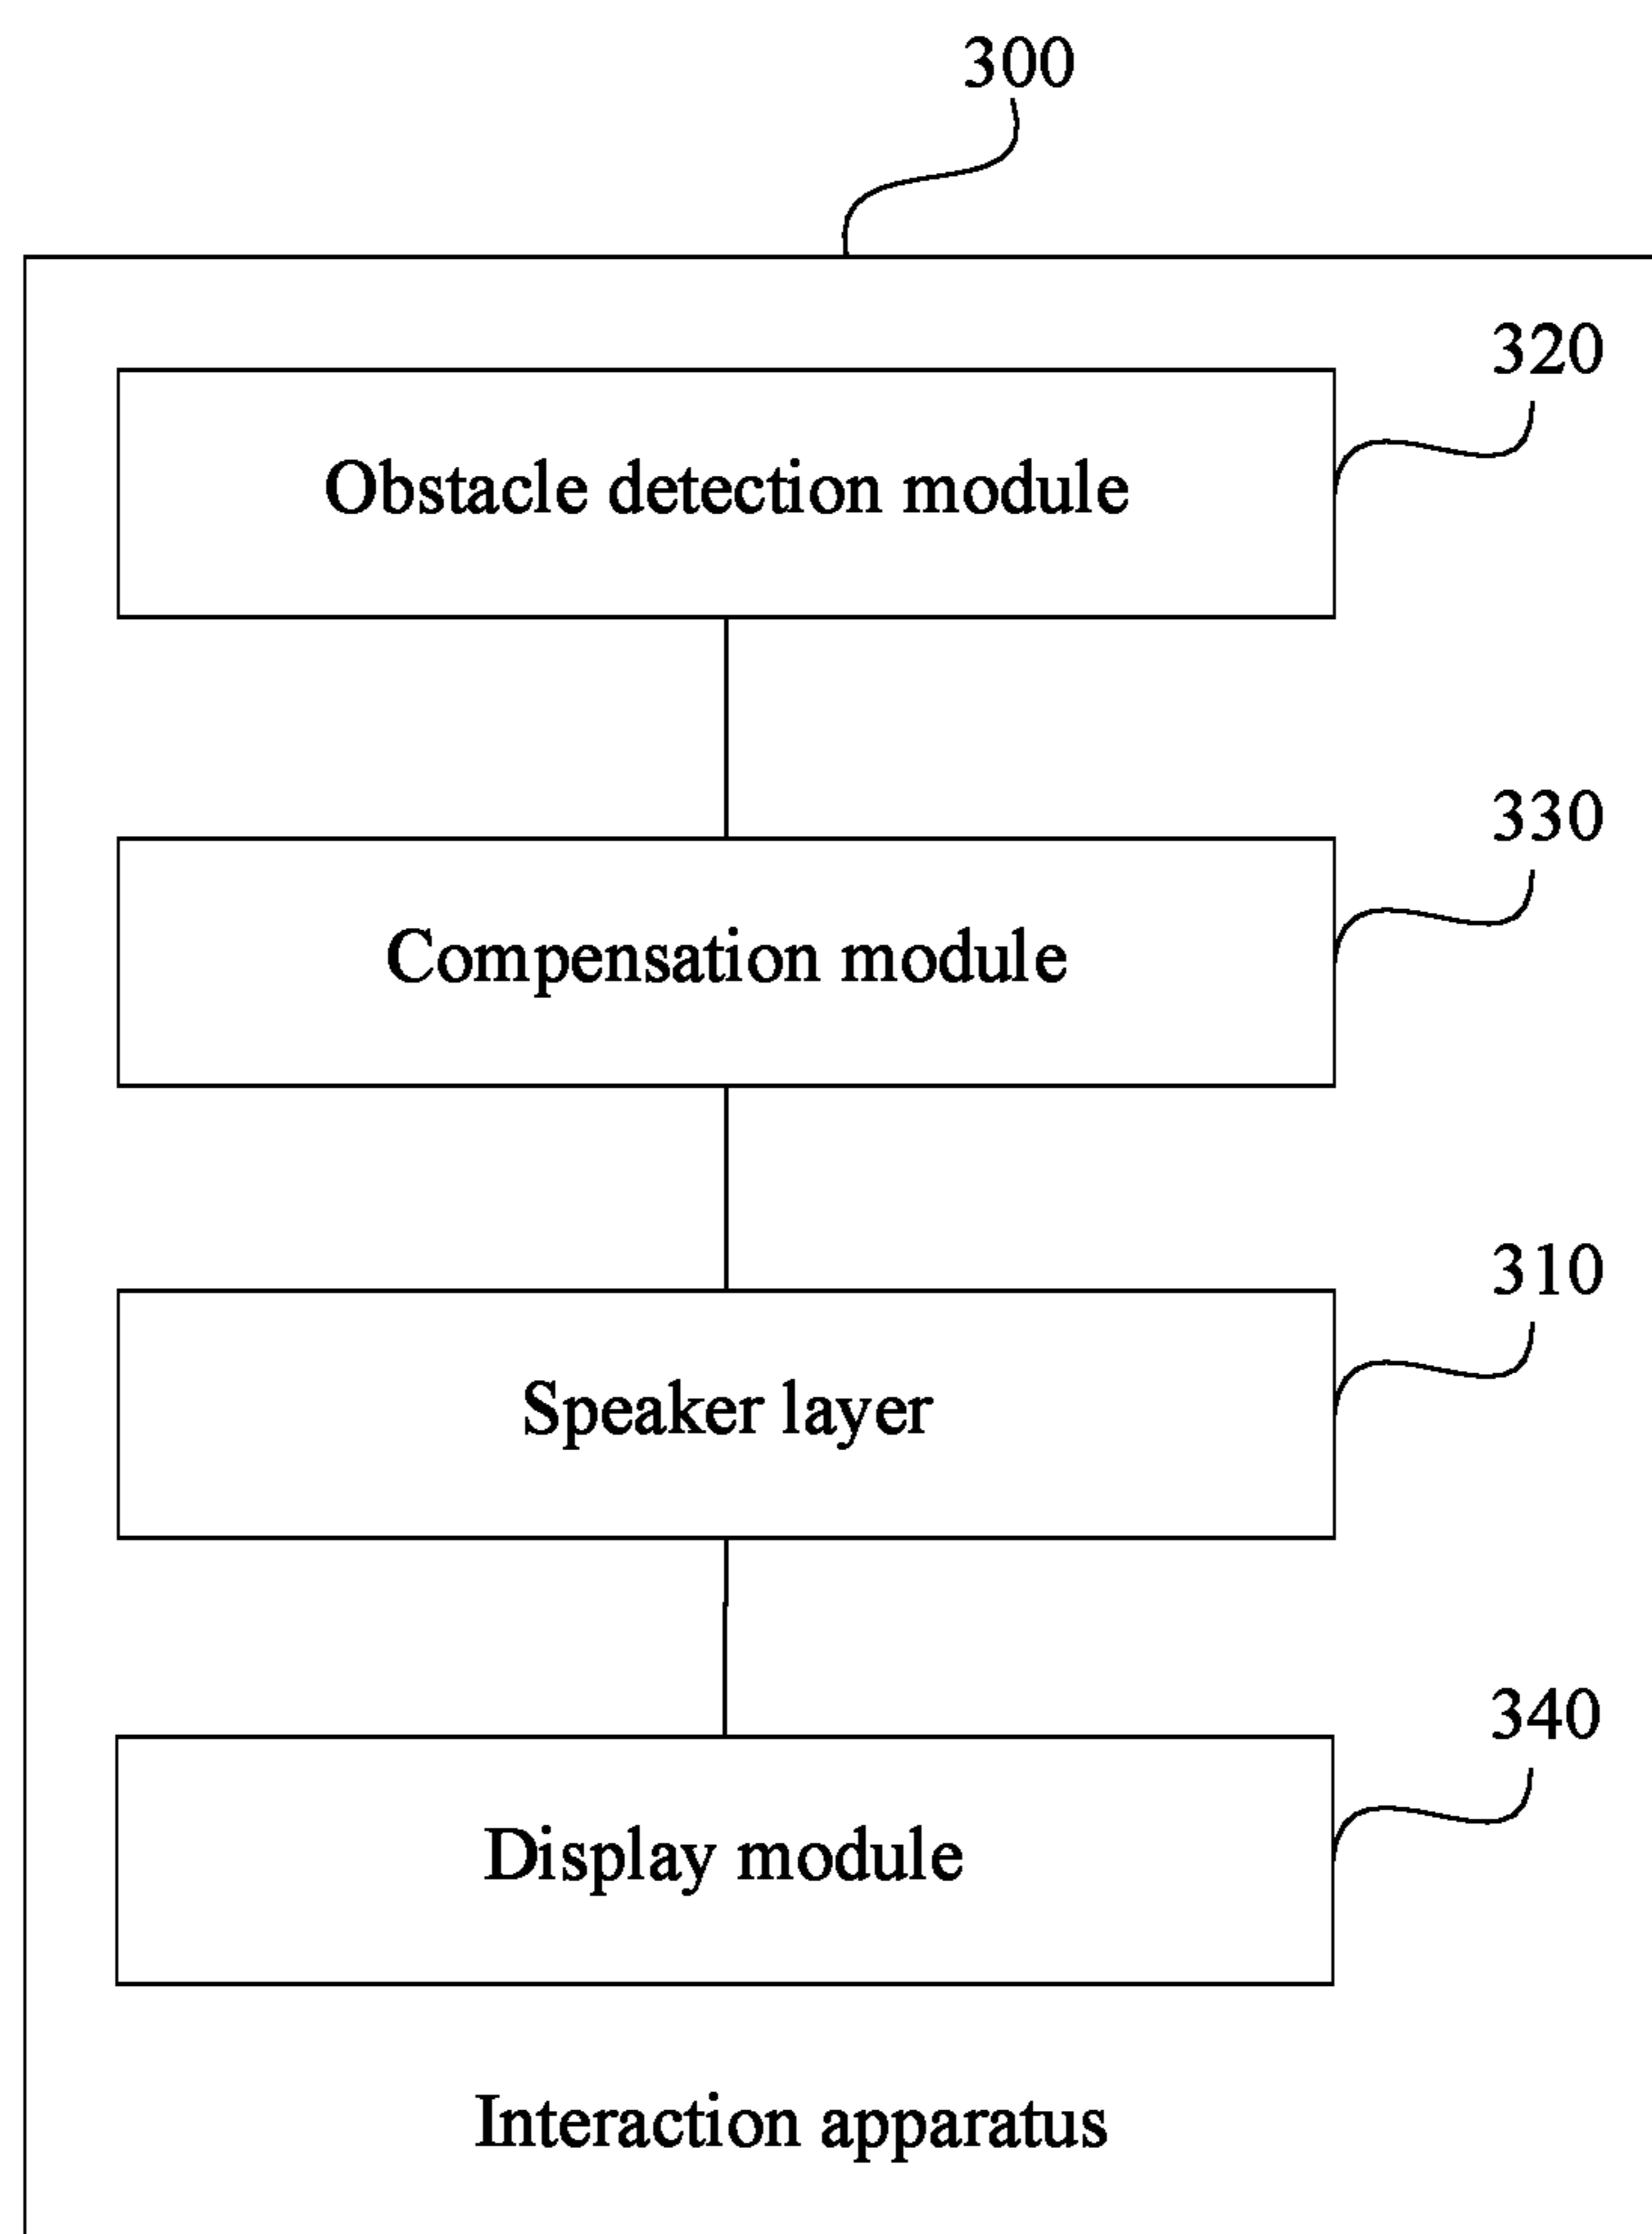 300
320
Obstacle detection module
330
Compensation module
310
Speaker layer
340
Display module
Interaction apparatus